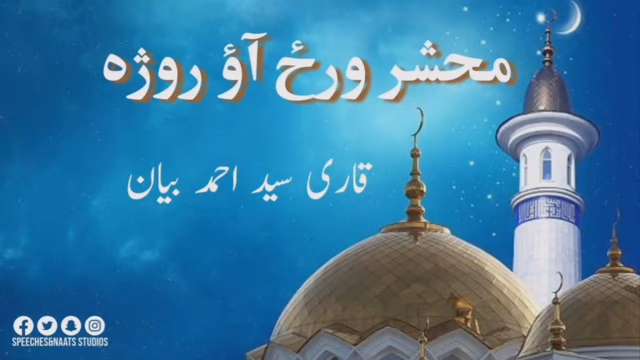 محشر ورځ آؤ روژه
قاری سید احمد بیان
SPEECHES&NAATS STUDIOS